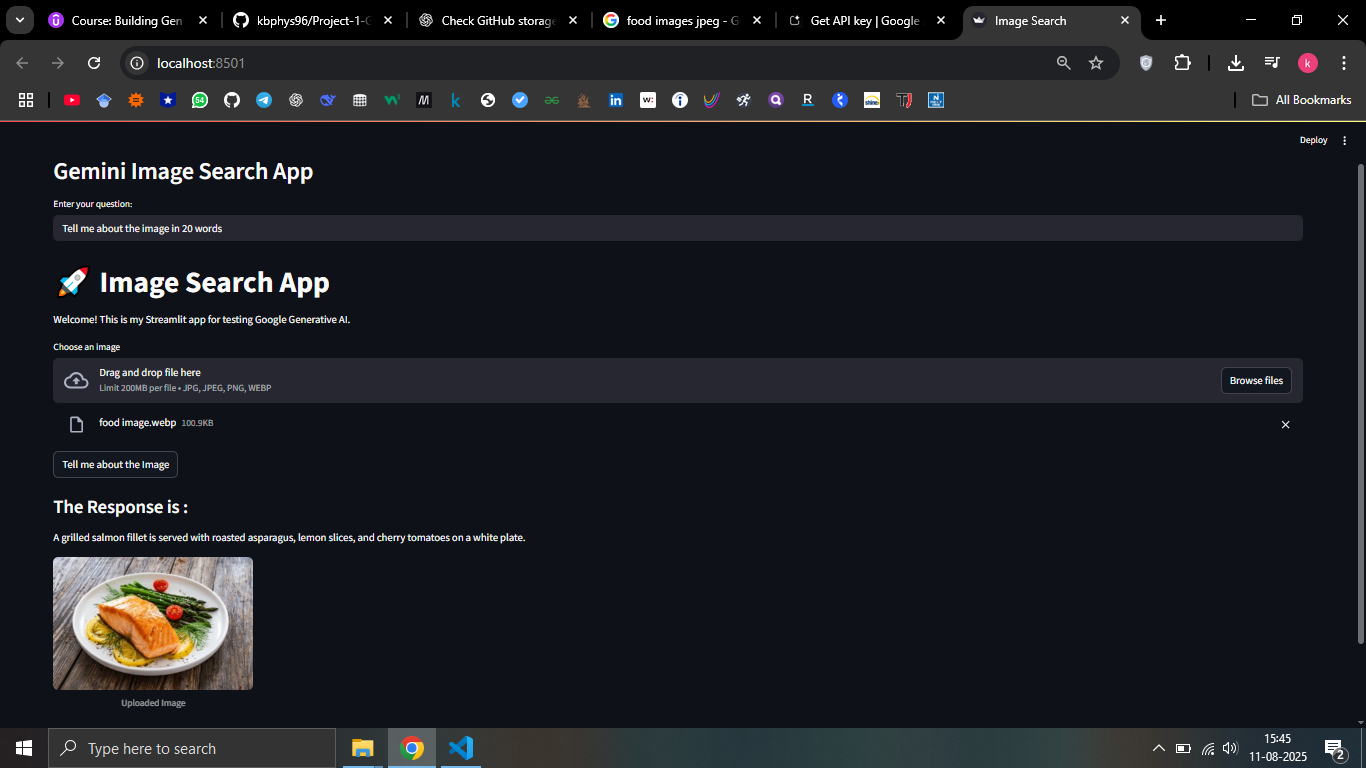 Course: Building Gen
kbphys96/Project-1-G
Check GitHub storage
food images jpeg - G
Get API key | Google
Image Search
localhost:8501
k
54
M
k
w:
R
shine
TJ
N
All Bookmarks
Deploy
Gemini Image Search App
Enter your question:
Tell me about the image in 20 words
🚀 Image Search App
Welcome! This is my Streamlit app for testing Google Generative AI.
Choose an image
Drag and drop file here
Limit 200MB per file • JPG, JPEG, PNG, WEBP
Browse files
food image.webp 100.9KB
Tell me about the Image
The Response is :
A grilled salmon fillet is served with roasted asparagus, lemon slices, and cherry tomatoes on a white plate.
Uploaded Image
Type here to search
15:45
11-08-2025
2